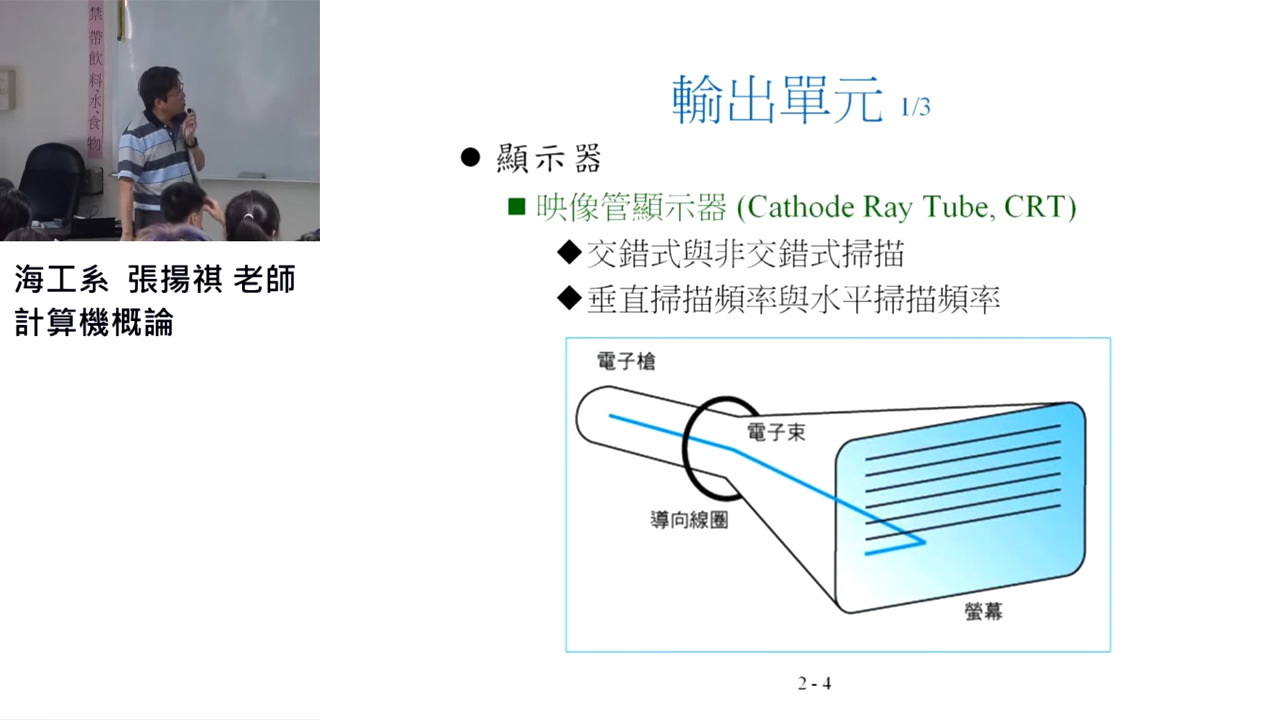 禁帶飲料、水、食物
海工系 張揚祺 老師
計算機概論
輸出單元 1/3
● 顯示器
■ 映像管顯示器 (Cathode Ray Tube, CRT)
◆交錯式與非交錯式掃描
◆垂直掃描頻率與水平掃描頻率
電子槍
電子束
導向線圈
螢幕
2 - 4